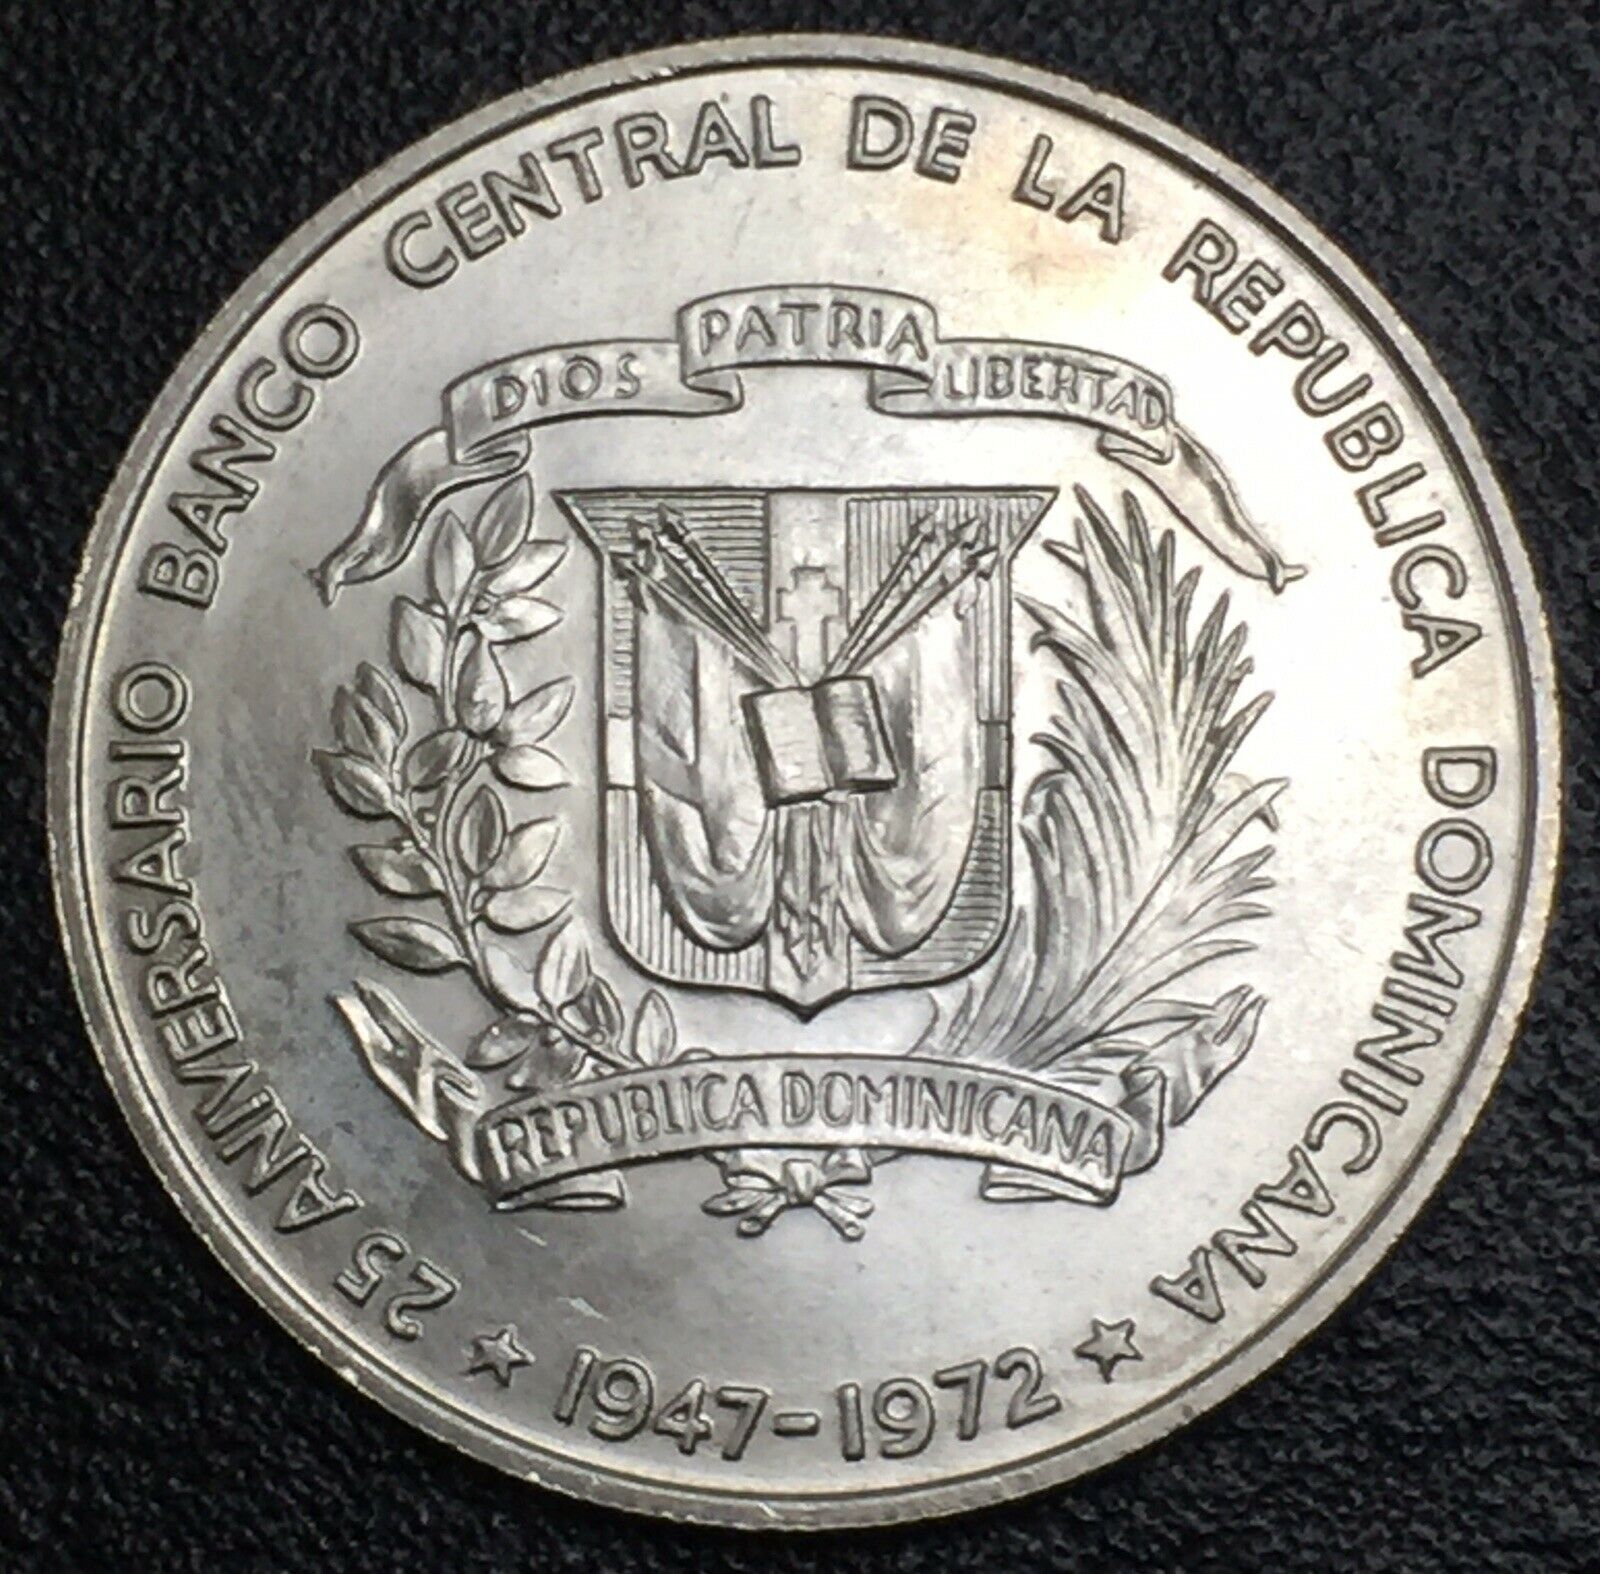 25 ANIVERSARIO BANCO CENTRAL DE LA REPUBLICA DOMINICANA
DIOS PATRIA LIBERTAD
REPUBLICA DOMINICANA
★ 1947-1972 ★